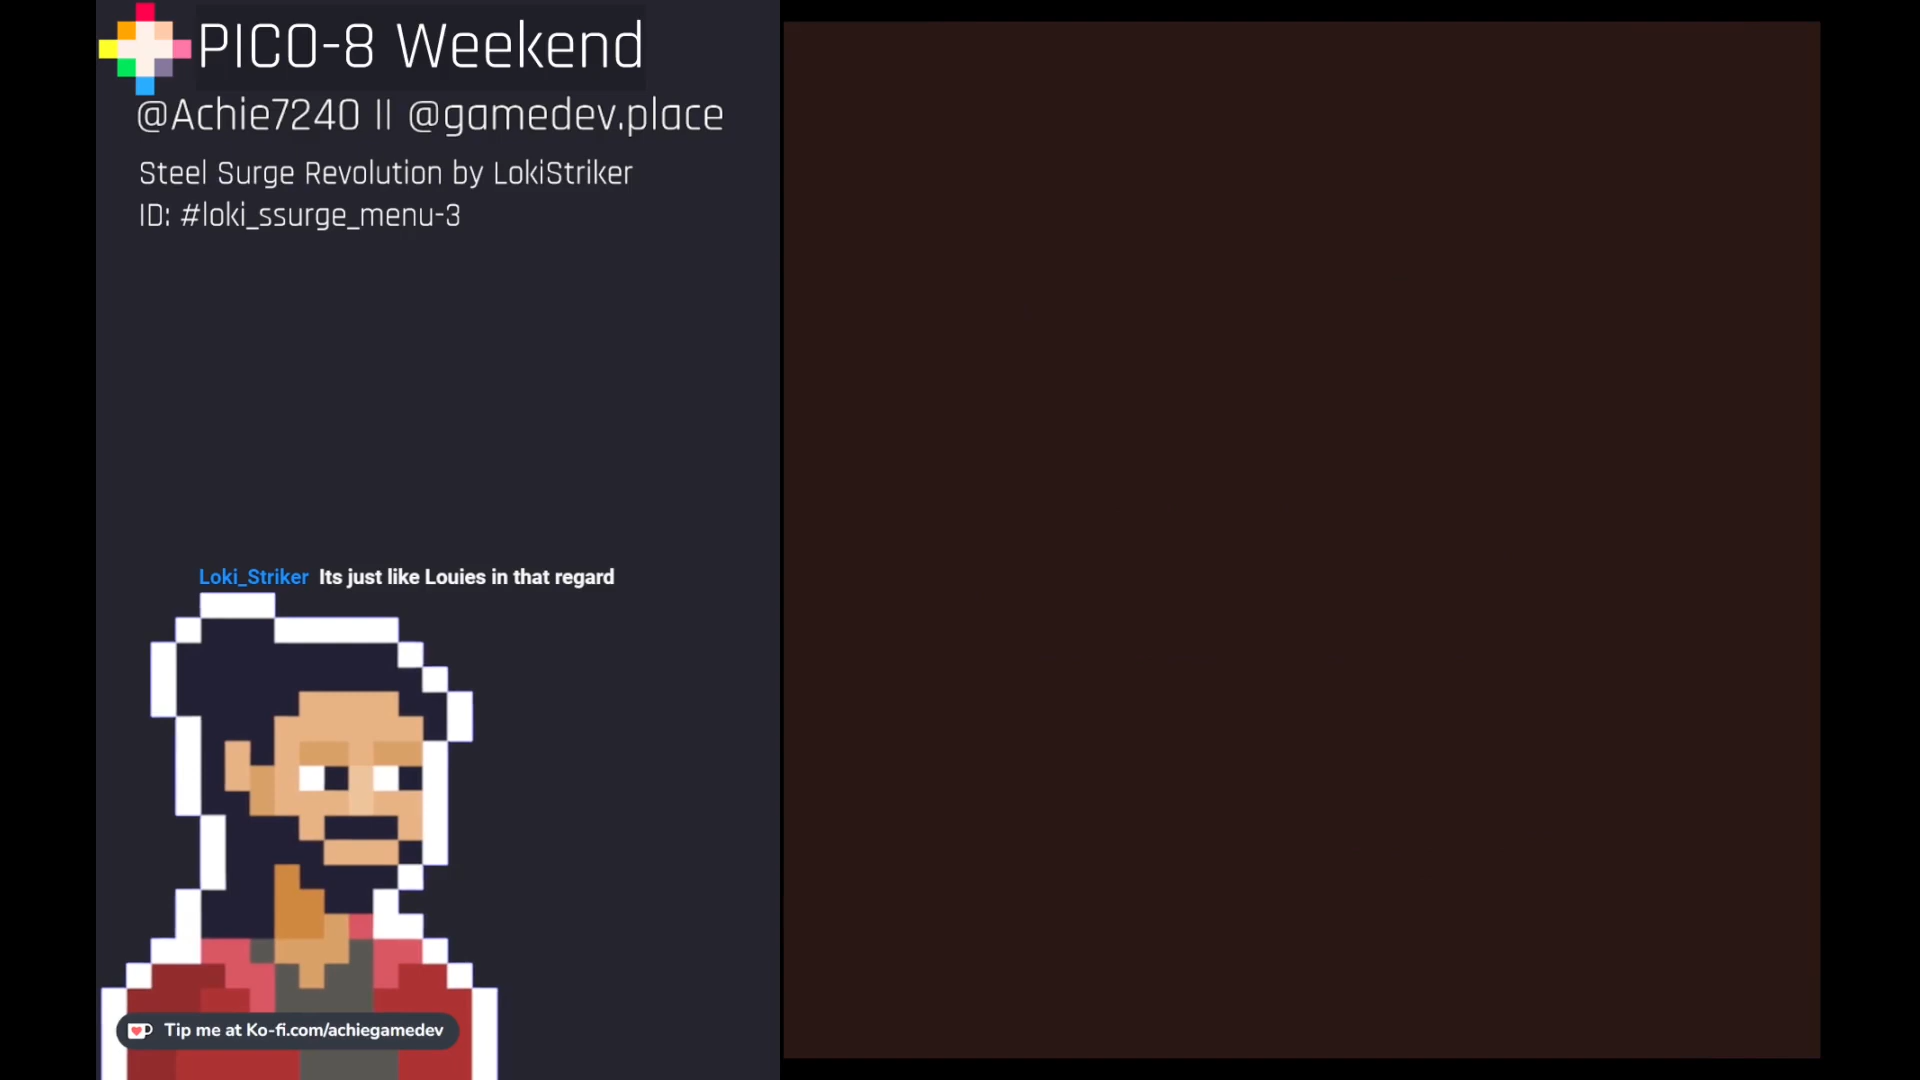 PICO-8 Weekend
@Achie7240 || @gamedev.place
Steel Surge Revolution by LokiStriker
ID: #loki_ssurge_menu-3
Loki_Striker Its just like Louies in that regard
Tip me at Ko-fi.com/achiegamedev